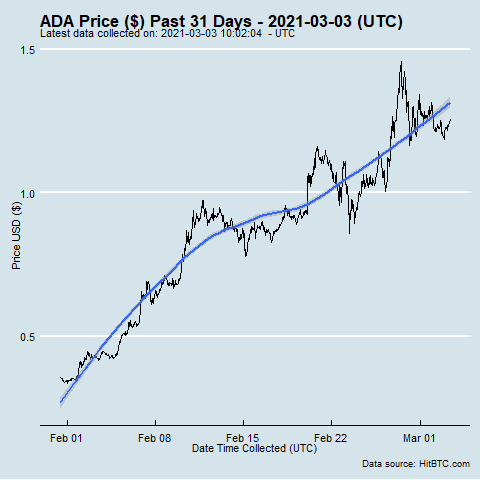 ADA Price ($) Past 31 Days - 2021-03-03 (UTC)
Latest data collected on: 2021-03-03 10:02:04  - UTC
1.5
1.0
0.5
Price USD ($)
Feb 01 Feb 08 Feb 15 Feb 22 Mar 01
Date Time Collected (UTC)
Data source: HitBTC.com